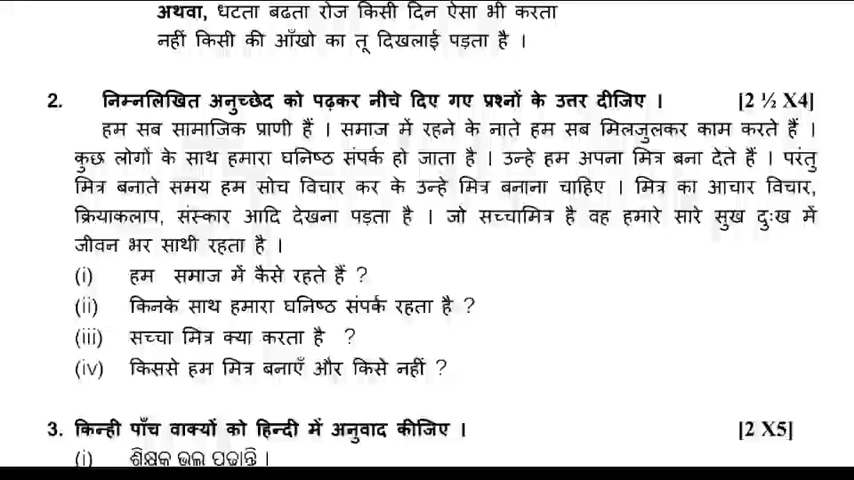 अथवा, धटता बढता रोज किसी दिन ऐसा भी करता
नहीं किसी की आँखो का तू दिखलाई पड़ता है ।
2. निम्नलिखित अनुच्छेद को पढ़कर नीचे दिए गए प्रश्नों के उत्तर दीजिए । [2 ½ X4]
हम सब सामाजिक प्राणी हैं । समाज में रहने के नाते हम सब मिलजुलकर काम करते हैं ।
कुछ लोगों के साथ हमारा घनिष्ठ संपर्क हो जाता है । उन्हे हम अपना मित्र बना देते हैं । परंतु
मित्र बनाते समय हम सोच विचार कर के उन्हे मित्र बनाना चाहिए । मित्र का आचार विचार,
क्रियाकलाप, संस्कार आदि देखना पड़ता है । जो सच्चामित्र है वह हमारे सारे सुख दुःख में
जीवन भर साथी रहता है ।
(i) हम समाज में कैसे रहते हैं ?
(ii) किनके साथ हमारा घनिष्ठ संपर्क रहता है ?
(iii) सच्चा मित्र क्या करता है ?
(iv) किससे हम मित्र बनाएँ और किसे नहीं ?
3. किन्ही पाँच वाक्यों को हिन्दी में अनुवाद कीजिए । [2 X5]
(i) ଶିକ୍ଷକ ଭଲ ପଢାନ୍ତି ।